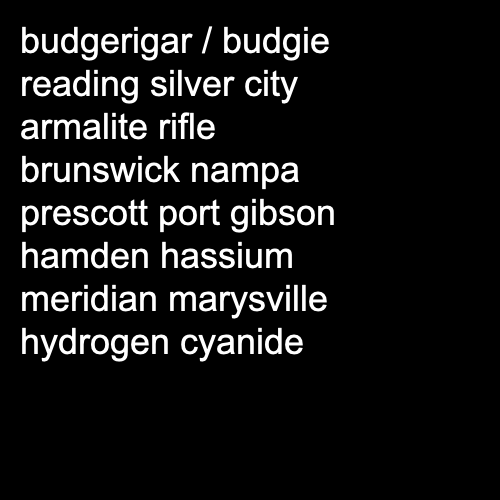 budgerigar / budgie
reading silver city
armalite rifle
brunswick nampa
prescott port gibson
hamden hassium
meridian marysville
hydrogen cyanide